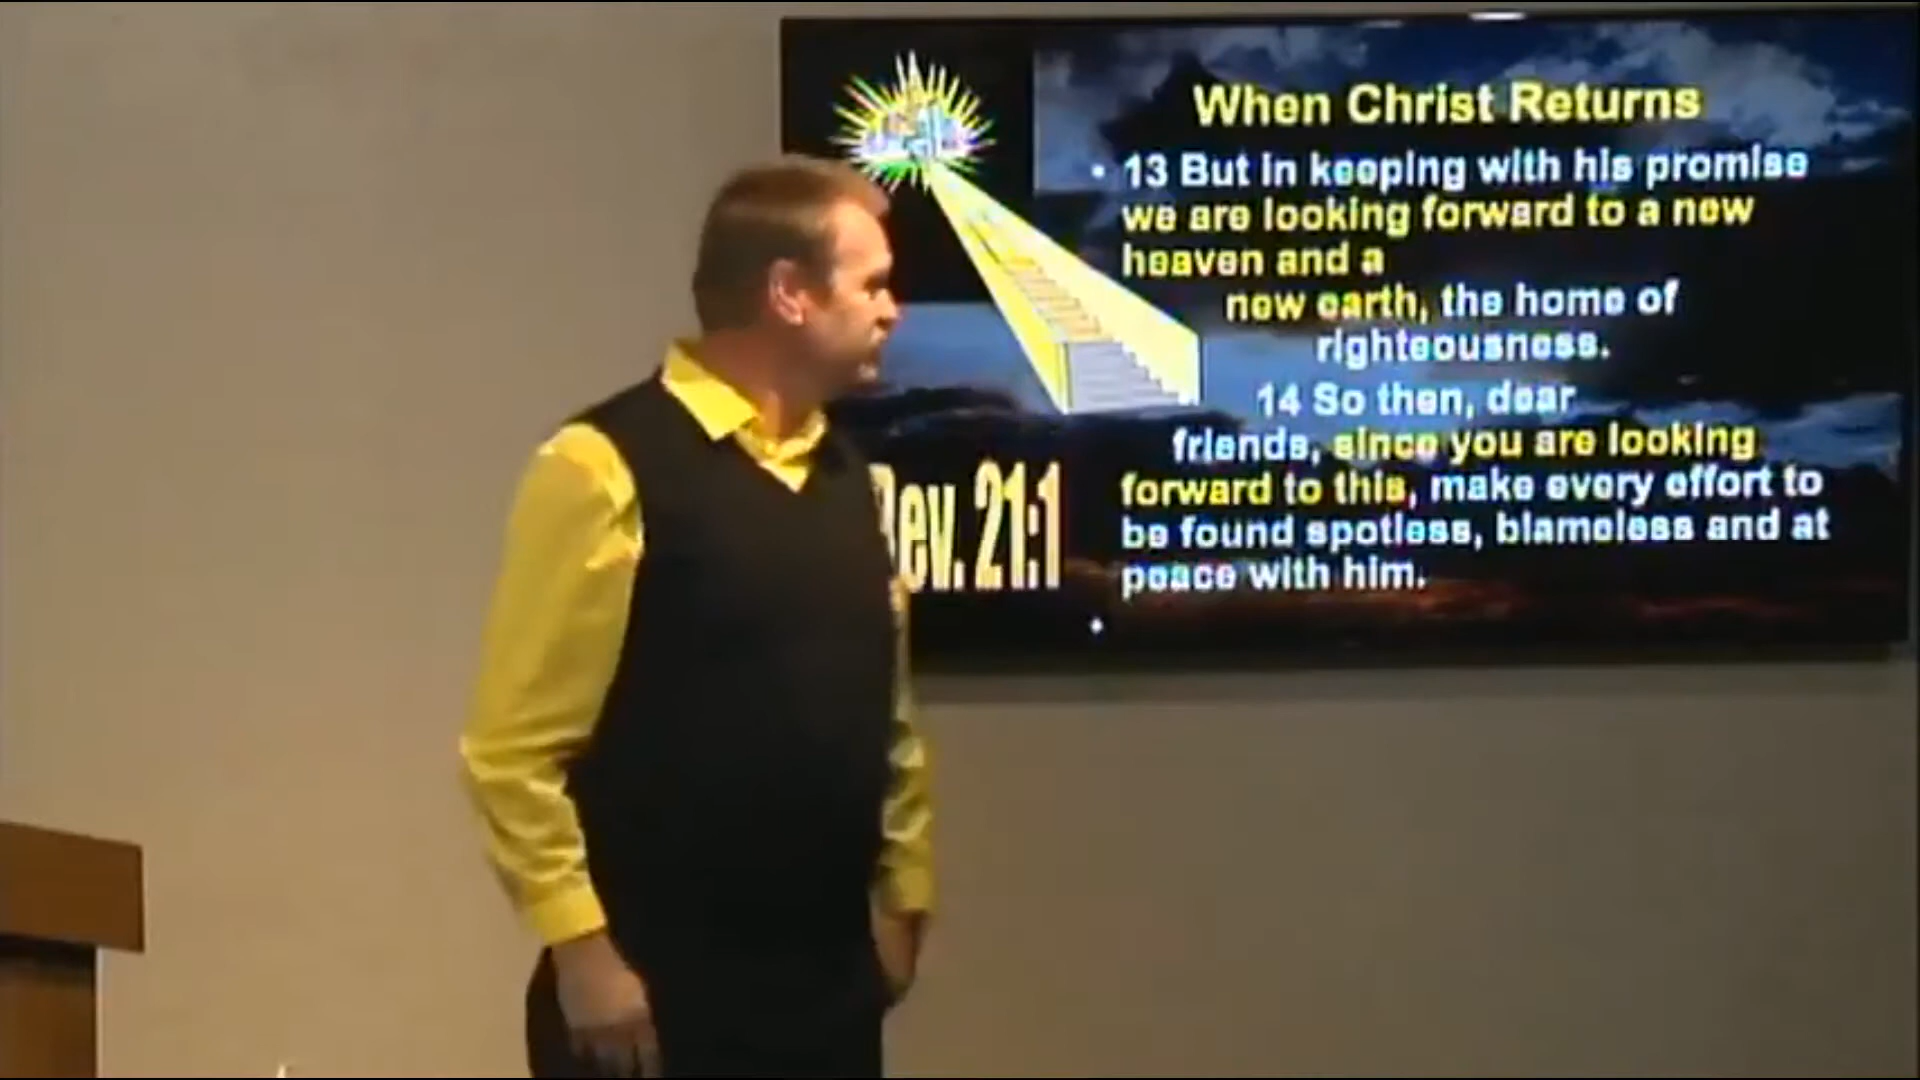 When Christ Returns
• 13 But in keeping with his promise
we are looking forward to a new
heaven and a
new earth, the home of
righteousness.
14 So then, dear
friends, since you are looking
forward to this, make every effort to
be found spotless, blameless and at
peace with him.
Rev. 21:1